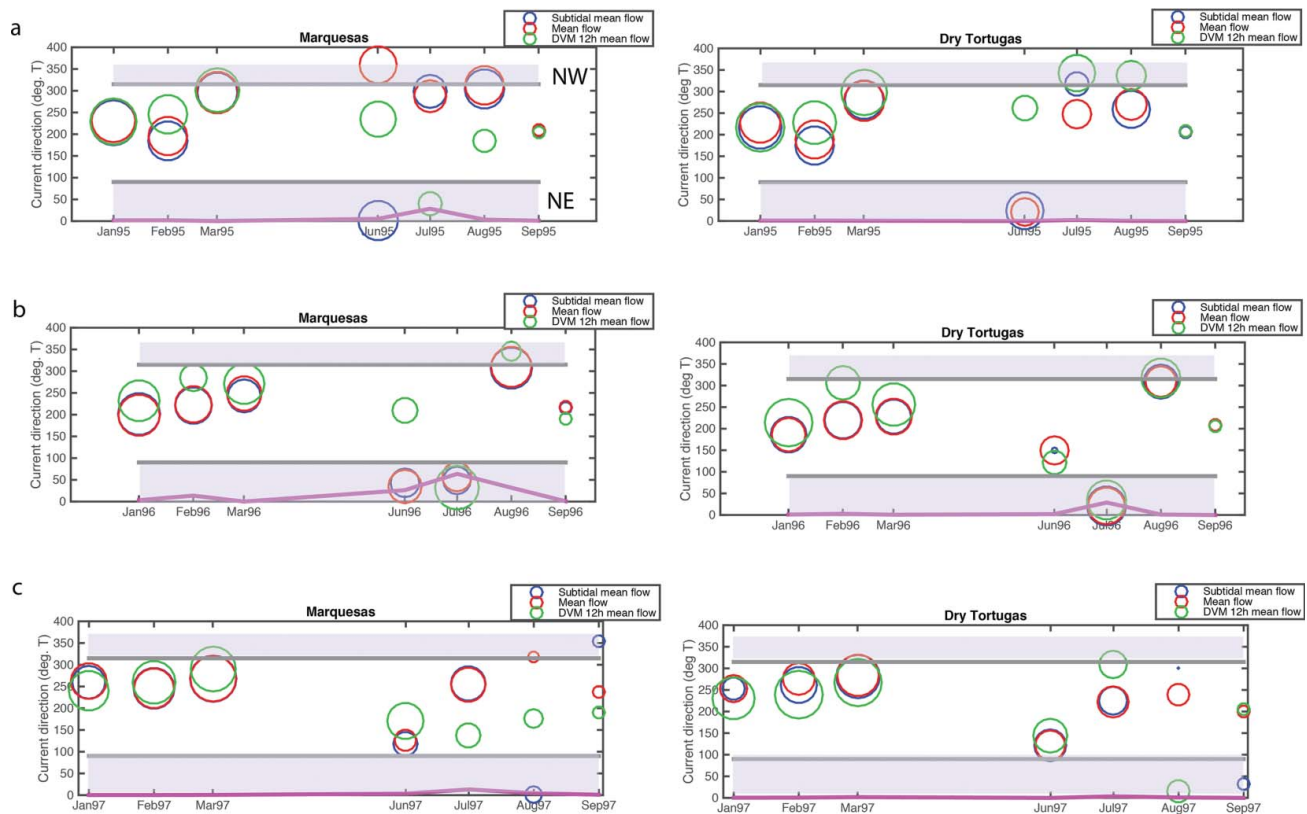 a
Marquesas
Subtidal mean flow
Mean flow
DVM 12h mean flow
Current direction (deg. T)
400
350
300
250
200
150
100
50
0
NW
NE
Jan95 Feb95 Mar95 Jun95 Jul95 Aug95 Sep95
Dry Tortugas
Subtidal mean flow
Mean flow
DVM 12h mean flow
Current direction (deg. T)
400
350
300
250
200
150
100
50
0
Jan95 Feb95 Mar95 Jun95 Jul95 Aug95 Sep95
b
Marquesas
Subtidal mean flow
Mean flow
DVM 12h mean flow
Current direction (deg. T)
400
350
300
250
200
150
100
50
0
Jan96 Feb96 Mar96 Jun96 Jul96 Aug96 Sep96
Dry Tortugas
Subtidal mean flow
Mean flow
DVM 12h mean flow
Current direction (deg. T)
400
350
300
250
200
150
100
50
0
Jan96 Feb96 Mar96 Jun96 Jul96 Aug96 Sep96
c
Marquesas
Subtidal mean flow
Mean flow
DVM 12h mean flow
Current direction (deg. T)
400
350
300
250
200
150
100
50
0
Jan97 Feb97 Mar97 Jun97 Jul97 Aug97 Sep97
Dry Tortugas
Subtidal mean flow
Mean flow
DVM 12h mean flow
Current direction (deg. T)
400
350
300
250
200
150
100
50
0
Jan97 Feb97 Mar97 Jun97 Jul97 Aug97 Sep97